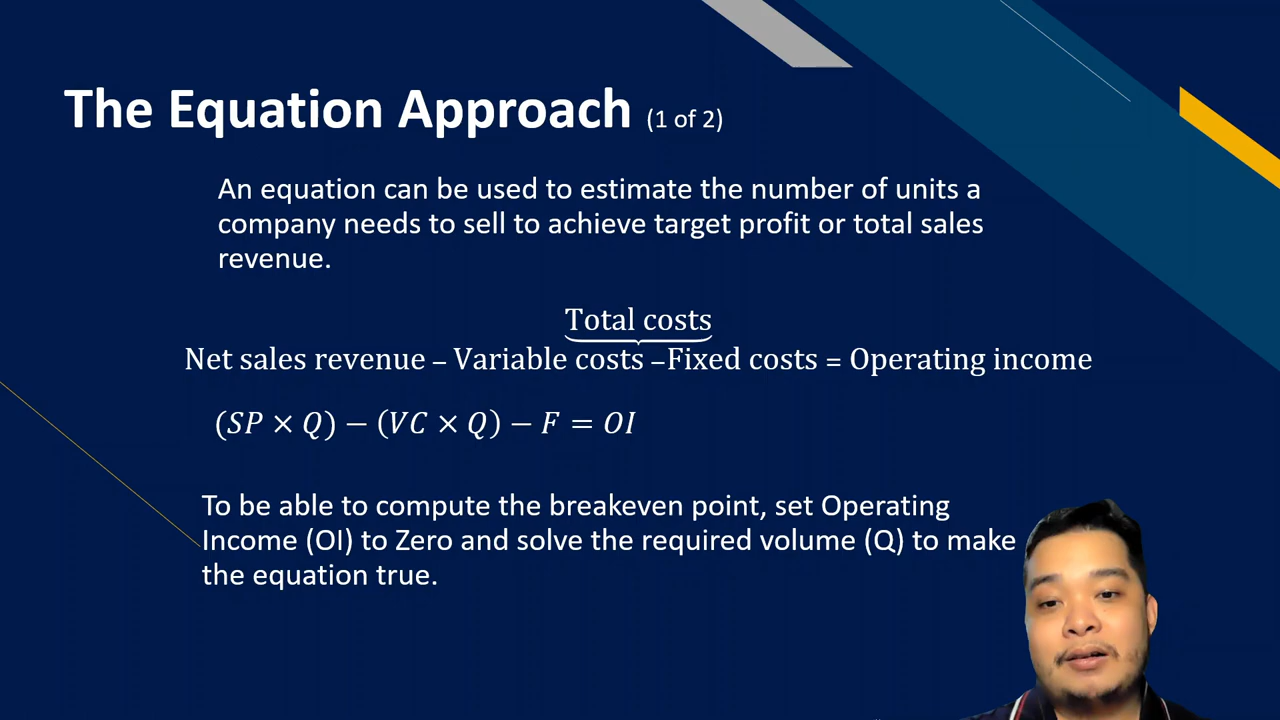 The Equation Approach (1 of 2)
An equation can be used to estimate the number of units a
company needs to sell to achieve target profit or total sales
revenue.
Total costs
Net sales revenue – Variable costs –Fixed costs = Operating income
(SP × Q) − (VC × Q) − F = OI
To be able to compute the breakeven point, set Operating
Income (OI) to Zero and solve the required volume (Q) to make
the equation true.